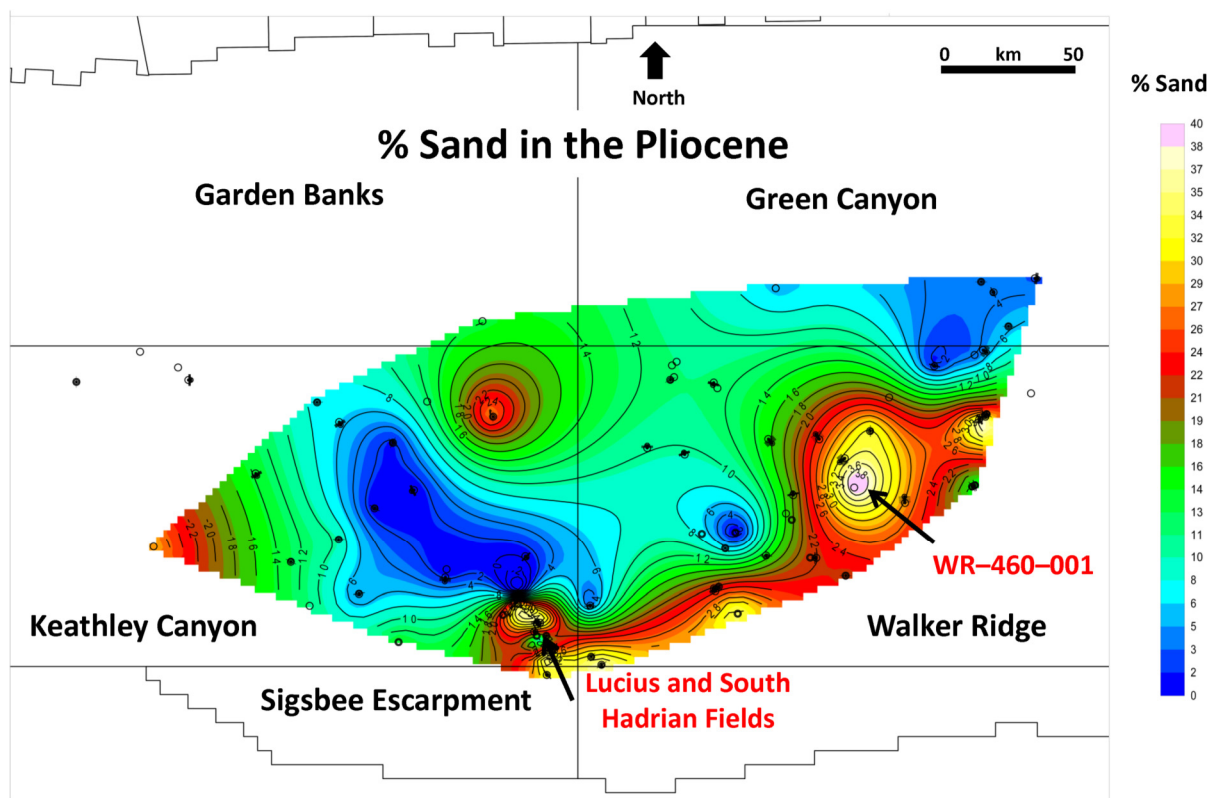 0 km 50
North
% Sand
% Sand in the Pliocene
Garden Banks
Green Canyon
40
38
37
35
34
32
30
29
27
26
24
22
21
19
18
16
14
13
11
10
8
6
5
3
2
0
WR–460–001
Keathley Canyon
Walker Ridge
Sigsbee Escarpment
Lucius and South
Hadrian Fields